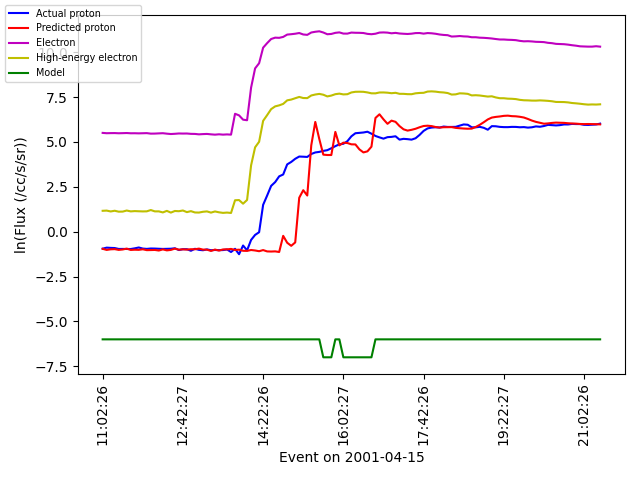 Actual proton
Predicted proton
Electron
High-energy electron
Model
10.0
7.5
5.0
2.5
0.0
−2.5
−5.0
−7.5
ln(Flux (/cc/s/sr))
11:02:26
12:42:27
14:22:26
16:02:27
17:42:26
19:22:27
21:02:26
Event on 2001-04-15